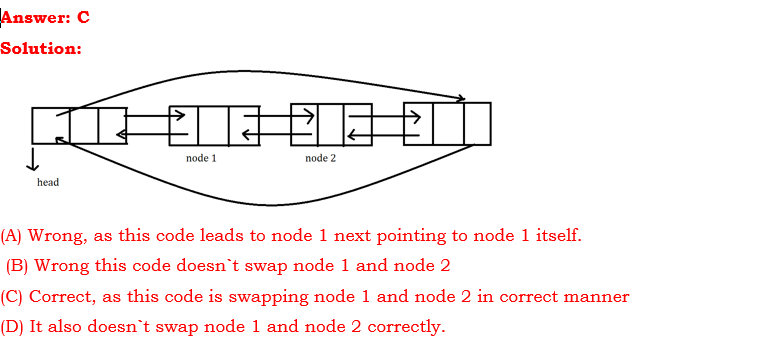 Answer: C
Solution:
node 1
node 2
head
(A) Wrong, as this code leads to node 1 next pointing to node 1 itself.
(B) Wrong this code doesn`t swap node 1 and node 2
(C) Correct, as this code is swapping node 1 and node 2 in correct manner
(D) It also doesn`t swap node 1 and node 2 correctly.